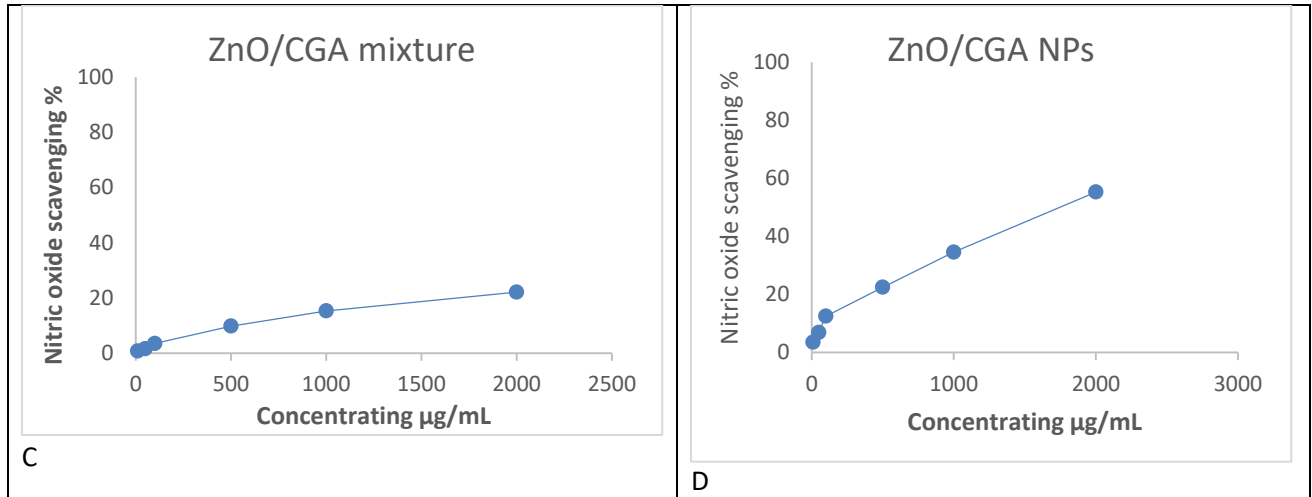 ZnO/CGA mixture
Nitric oxide scavenging %
100
80
60
40
20
0
0 500 1000 1500 2000 2500
Concentrating µg/mL
C
ZnO/CGA NPs
Nitric oxide scavenging %
100
80
60
40
20
0
0 1000 2000 3000
Concentrating µg/mL
D